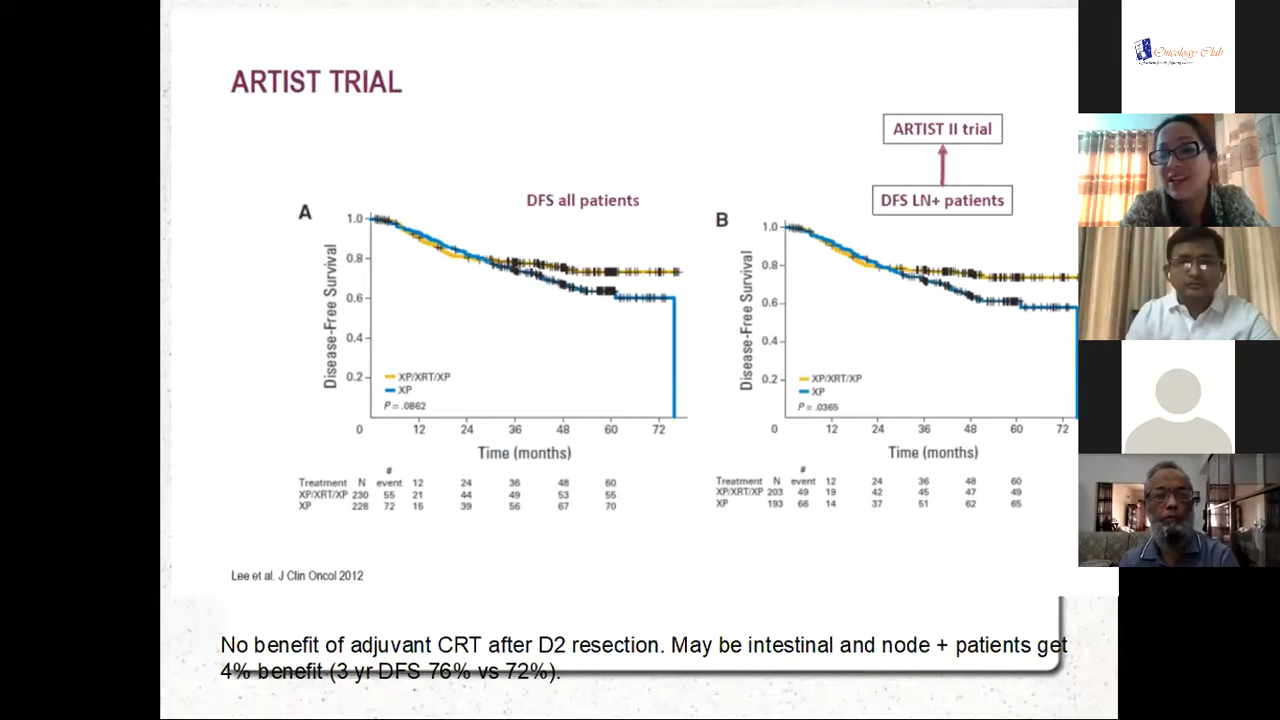 ARTIST TRIAL
Oncology Club
ARTIST II trial
DFS all patients
DFS LN+ patients
A
Disease-Free Survival
1.0
0.8
0.6
0.4
0.2
XP/XRT/XP
XP
P = .0862
0 12 24 36 48 60 72
Time (months)
#
Treatment N event 12 24 36 48 60
XP/XRT/XP 230 55 21 44 49 53 55
XP 228 72 15 39 56 67 70
B
Disease-Free Survival
1.0
0.8
0.6
0.4
0.2
XP/XRT/XP
XP
P = .0365
0 12 24 36 48 60 72
Time (months)
#
Treatment N event 12 24 36 48 60
XP/XRT/XP 203 49 19 42 45 47 49
XP 193 66 14 37 51 62 65
Lee et al. J Clin Oncol 2012
No benefit of adjuvant CRT after D2 resection. May be intestinal and node + patients get
4% benefit (3 yr DFS 76% vs 72%).